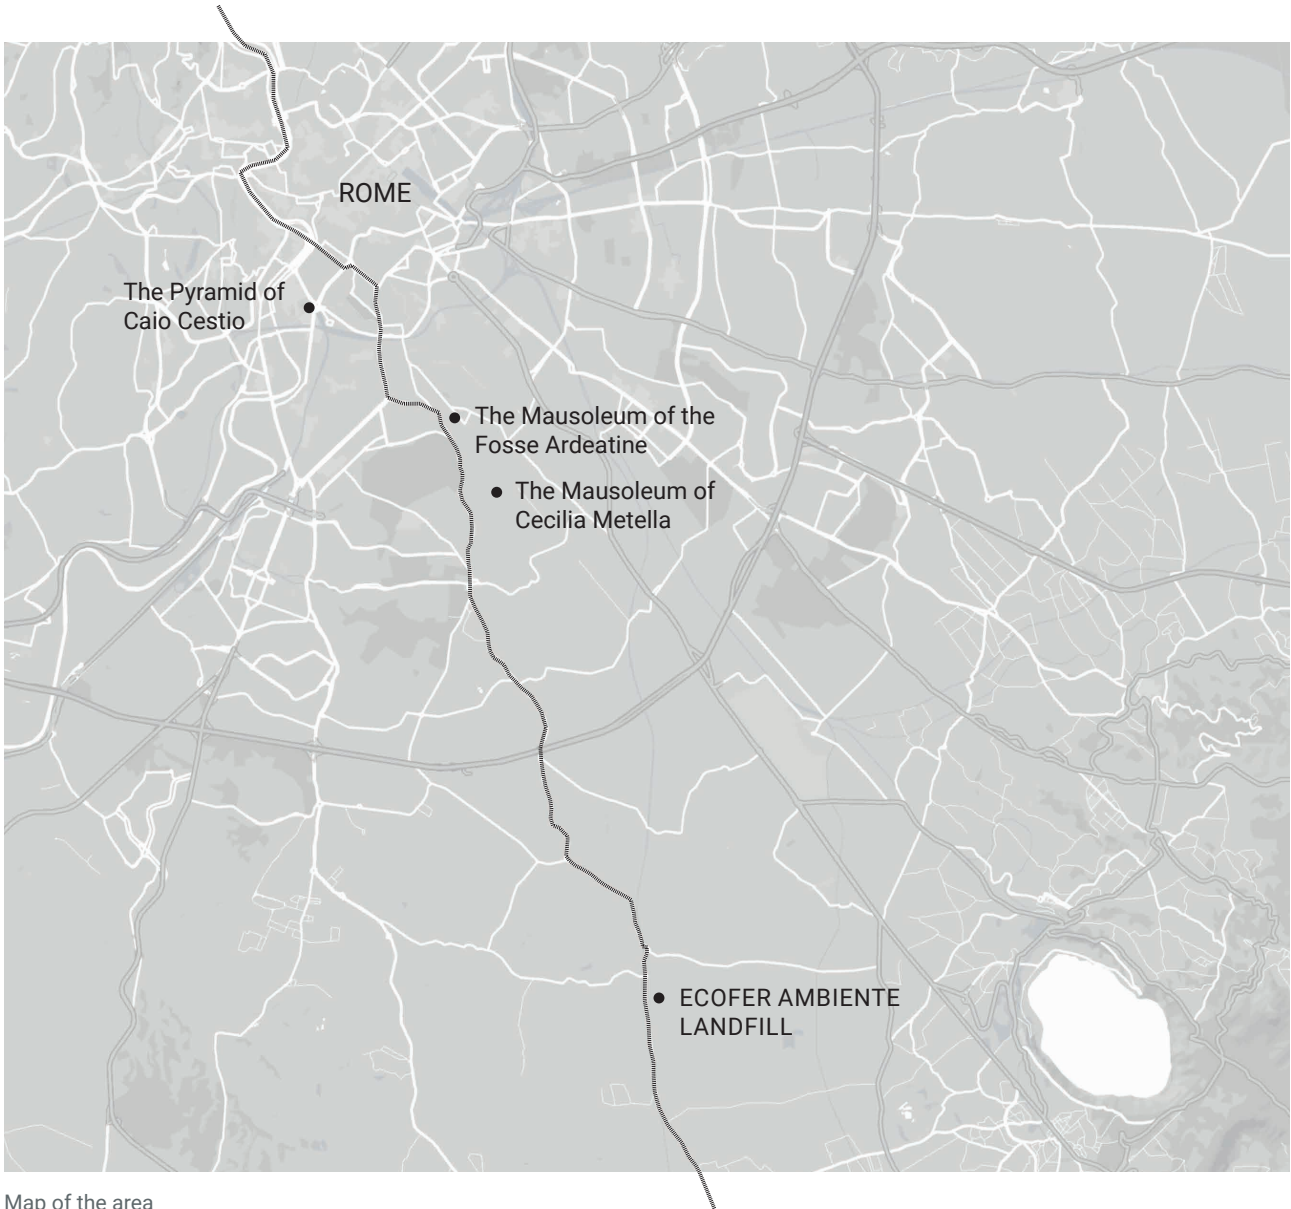 ROME
The Pyramid of
Caio Cestio
The Mausoleum of the
Fosse Ardeatine
The Mausoleum of
Cecilia Metella
ECOFER AMBIENTE
LANDFILL
Map of the area